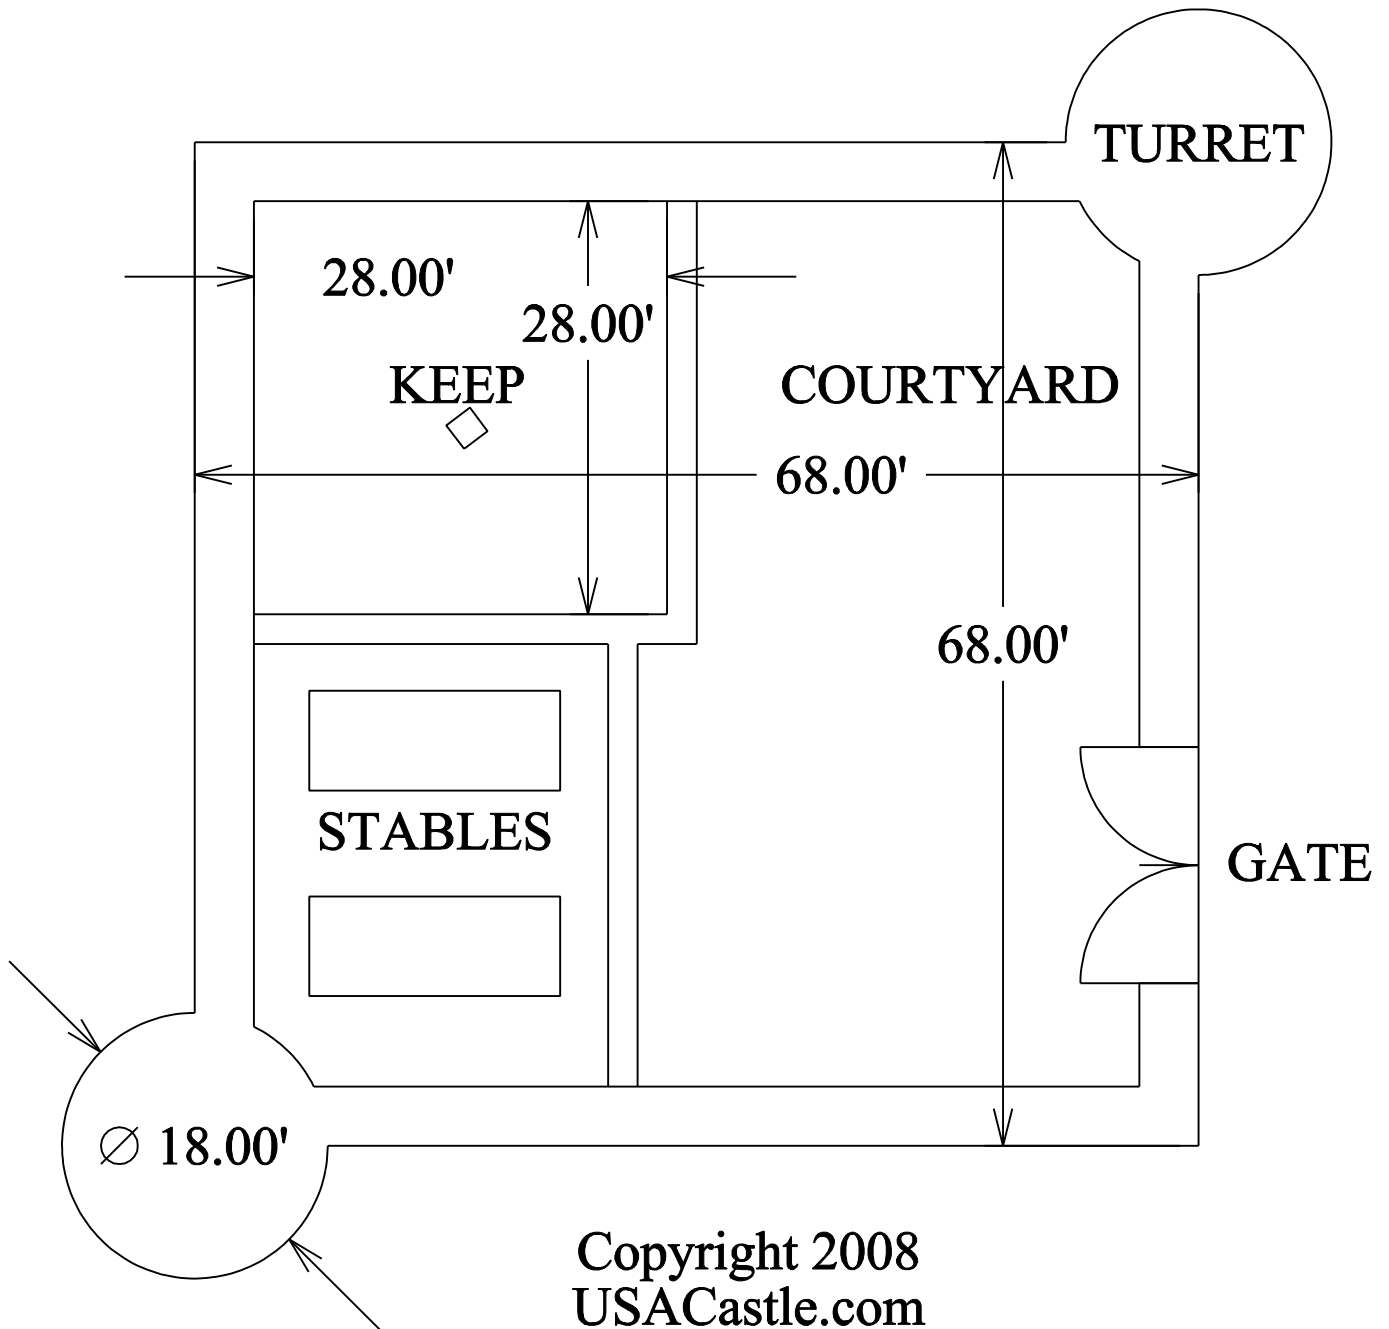 TURRET
28.00'
28.00'
KEEP
COURTYARD
68.00'
68.00'
STABLES
GATE
∅ 18.00'
Copyright 2008
USACastle.com